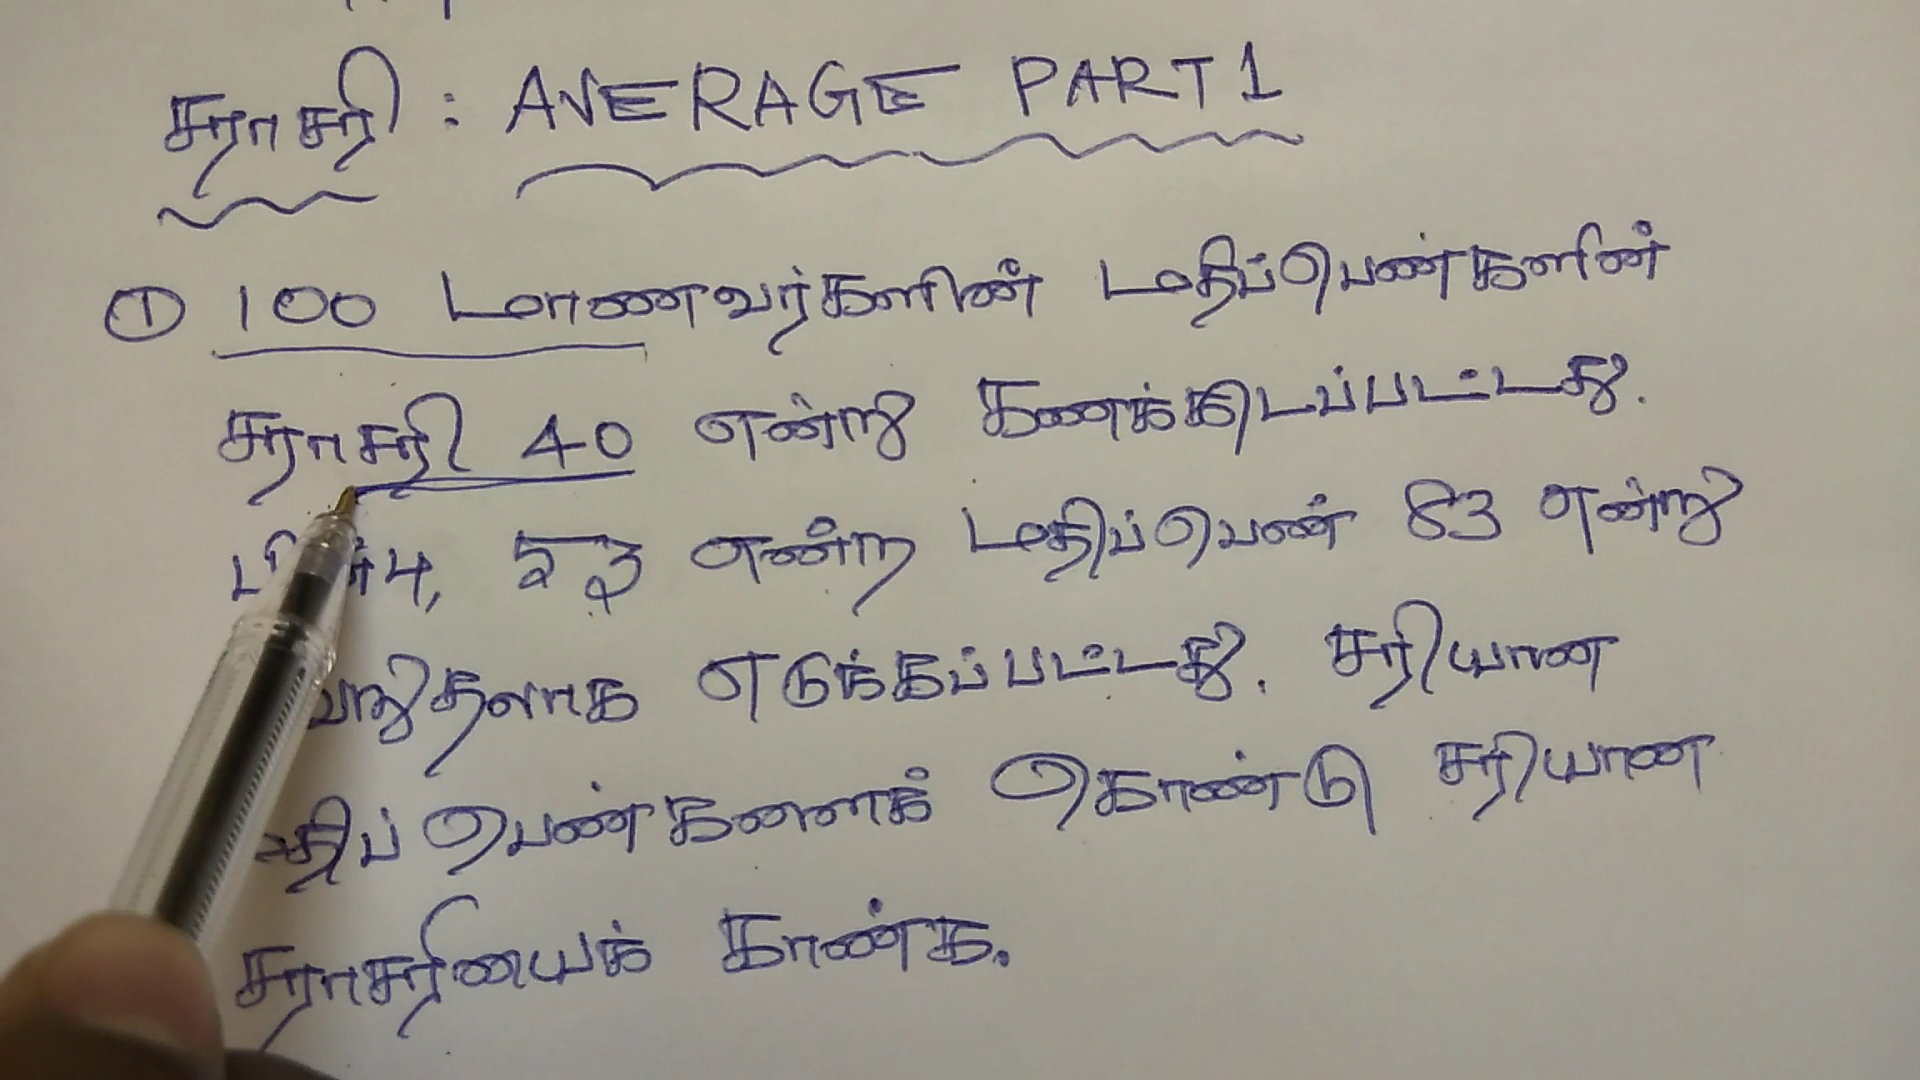 சராசரி : AVERAGE PART 1
① 100 மாணவர்களின் மதிப்பெண்களின்
சராசரி 40 என்று கணக்கிடப்பட்டது.
53 என்ற மதிப்பெண் 83 என்று
எடுக்கப்பட்டது. சரியான
கொண்டு சரியான
சராசரியைக் காண்க.